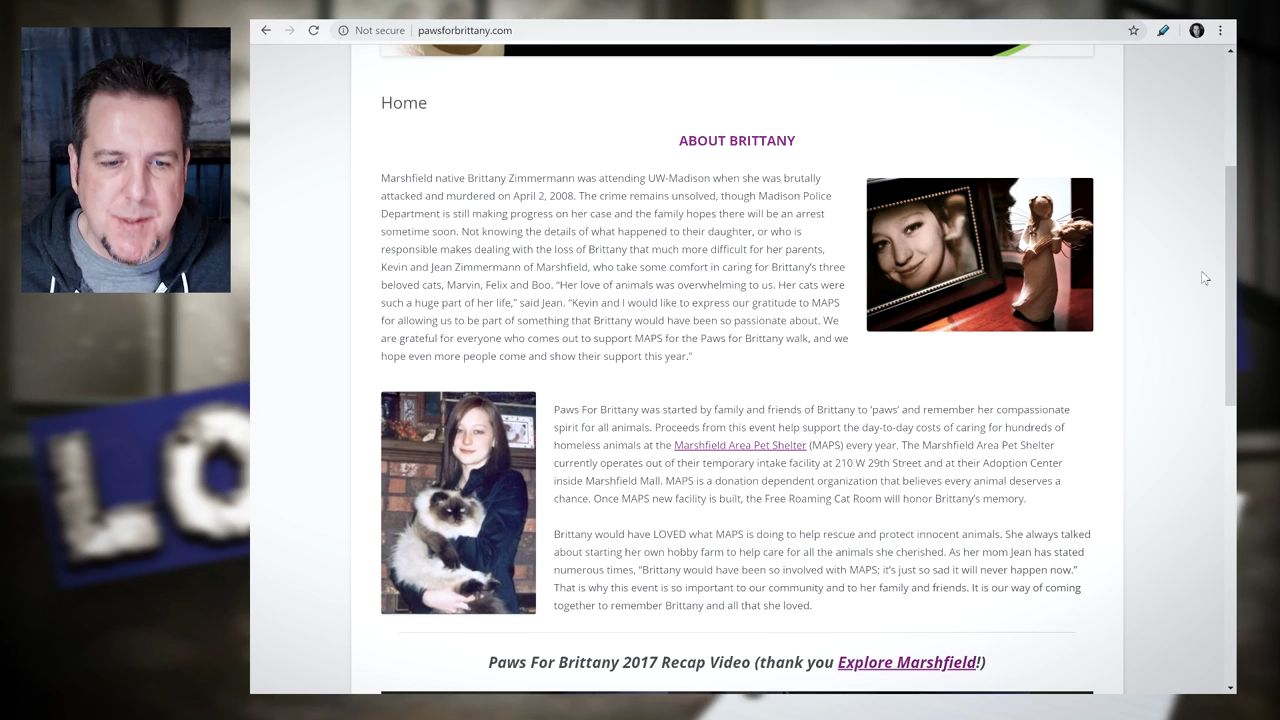 Not secure pawsforbrittany.com
Home
ABOUT BRITTANY
Marshfield native Brittany Zimmermann was attending UW-Madison when she was brutally
attacked and murdered on April 2, 2008. The crime remains unsolved, though Madison Police
Department is still making progress on her case and the family hopes there will be an arrest
sometime soon. Not knowing the details of what happened to their daughter, or who is
responsible makes dealing with the loss of Brittany that much more difficult for her parents,
Kevin and Jean Zimmermann of Marshfield, who take some comfort in caring for Brittany’s three
beloved cats, Marvin, Felix and Boo. “Her love of animals was overwhelming to us. Her cats were
such a huge part of her life,” said Jean. “Kevin and I would like to express our gratitude to MAPS
for allowing us to be part of something that Brittany would have been so passionate about. We
are grateful for everyone who comes out to support MAPS for the Paws for Brittany walk, and we
hope even more people come and show their support this year.”
Paws For Brittany was started by family and friends of Brittany to ‘paws’ and remember her compassionate
spirit for all animals. Proceeds from this event help support the day-to-day costs of caring for hundreds of
homeless animals at the Marshfield Area Pet Shelter (MAPS) every year. The Marshfield Area Pet Shelter
currently operates out of their temporary intake facility at 210 W 29th Street and at their Adoption Center
inside Marshfield Mall. MAPS is a donation dependent organization that believes every animal deserves a
chance. Once MAPS new facility is built, the Free Roaming Cat Room will honor Brittany’s memory.
Brittany would have LOVED what MAPS is doing to help rescue and protect innocent animals. She always talked
about starting her own hobby farm to help care for all the animals she cherished. As her mom Jean has stated
numerous times, “Brittany would have been so involved with MAPS; it’s just so sad it will never happen now.”
That is why this event is so important to our community and to her family and friends. It is our way of coming
together to remember Brittany and all that she loved.
Paws For Brittany 2017 Recap Video (thank you Explore Marshfield!)
LO